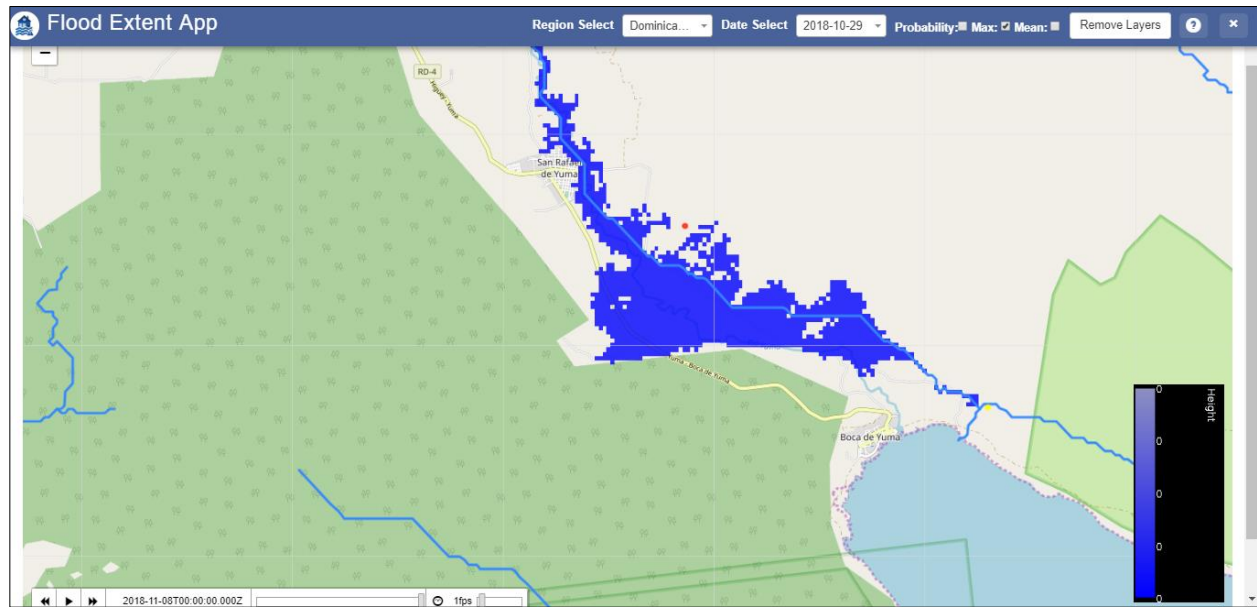 Flood Extent App Region Select Dominica... Date Select 2018-10-29 Probability: Max: Mean: Remove Layers ? ×
−
RD-4
Higuey - Yuma
San Rafael
de Yuma
Yuma - Boca de Yuma
Boca de Yuma
Height
0
0
0
0
0
2018-11-08T00:00:00.000Z 1fps